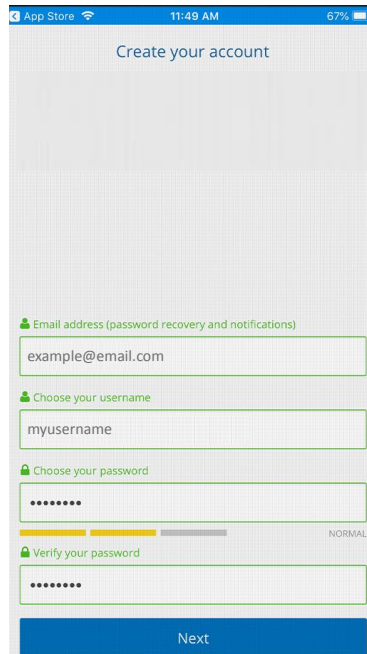 App Store 11:49 AM 67%
Create your account
Email address (password recovery and notifications)
example@email.com
Choose your username
myusername
Choose your password
••••••••
NORMAL
Verify your password
••••••••
Next